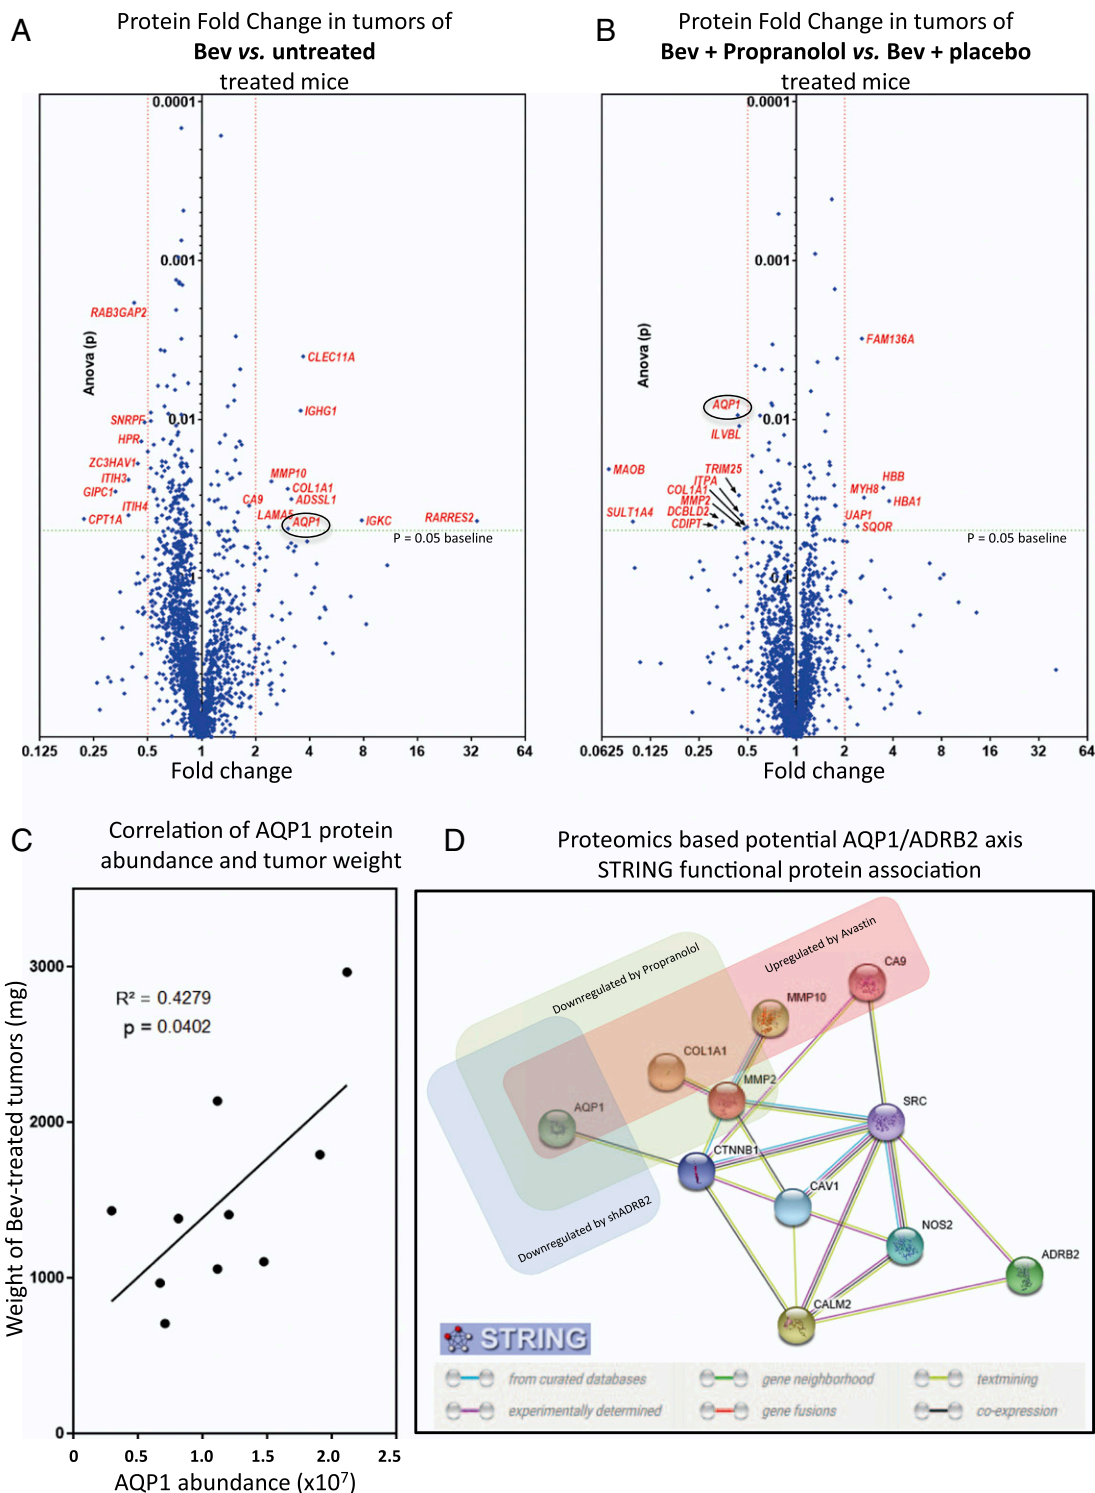 A
Protein Fold Change in tumors of
Bev vs. untreated
treated mice
0.0001
0.001
RAB3GAP2
Anova (p)
CLEC11A
IGHG1
SNRPF
0.01
HPR
ZC3HAV1
ITIH3
GIPC1
ITIH4
CPT1A
MMP10
COL1A1
CA9
ADSSL1
LAMA5
AQP1
IGKC
RARRES2
P = 0.05 baseline
0.1
0.125 0.25 0.5 1 2 4 8 16 32 64
Fold change
B
Protein Fold Change in tumors of
Bev + Propranolol vs. Bev + placebo
treated mice
0.0001
0.001
Anova (p)
FAM136A
AQP1
0.01
ILVBL
MAOB
TRIM25
ITPA
COL1A1
MMP2
DCBLD2
CDIPT
SULT1A4
HBB
MYH8
HBA1
UAP1
SQOR
P = 0.05 baseline
0.1
0.0625 0.125 0.25 0.5 1 2 4 8 16 32 64
Fold change
C
Correlation of AQP1 protein
abundance and tumor weight
Weight of Bev-treated tumors (mg)
3000
R² = 0.4279
p = 0.0402
2000
1000
0
0 0.5 1.0 1.5 2.0 2.5
AQP1 abundance (x10⁷)
D
Proteomics based potential AQP1/ADRB2 axis
STRING functional protein association
Downregulated by Propranolol
Upregulated by Avastin
Downregulated by shADRB2
CA9
MMP10
COL1A1
MMP2
AQP1
SRC
CTNNB1
CAV1
NOS2
ADRB2
CALM2
STRING
from curated databases
gene neighborhood
textmining
experimentally determined
gene fusions
co-expression